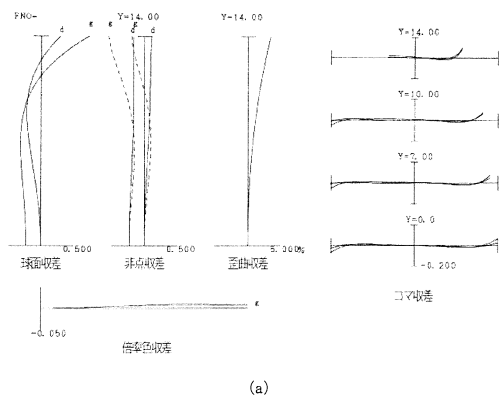 FNO=
d
g
Y=14.00
g
g
d
d
Y=14.00
0.500
球面収差
0.500
非点収差
5.000%
歪曲収差
g
-0.050
倍率色収差
Y=14.00
Y=10.00
Y=7.00
Y=0.0
-0.200
コマ収差
(a)